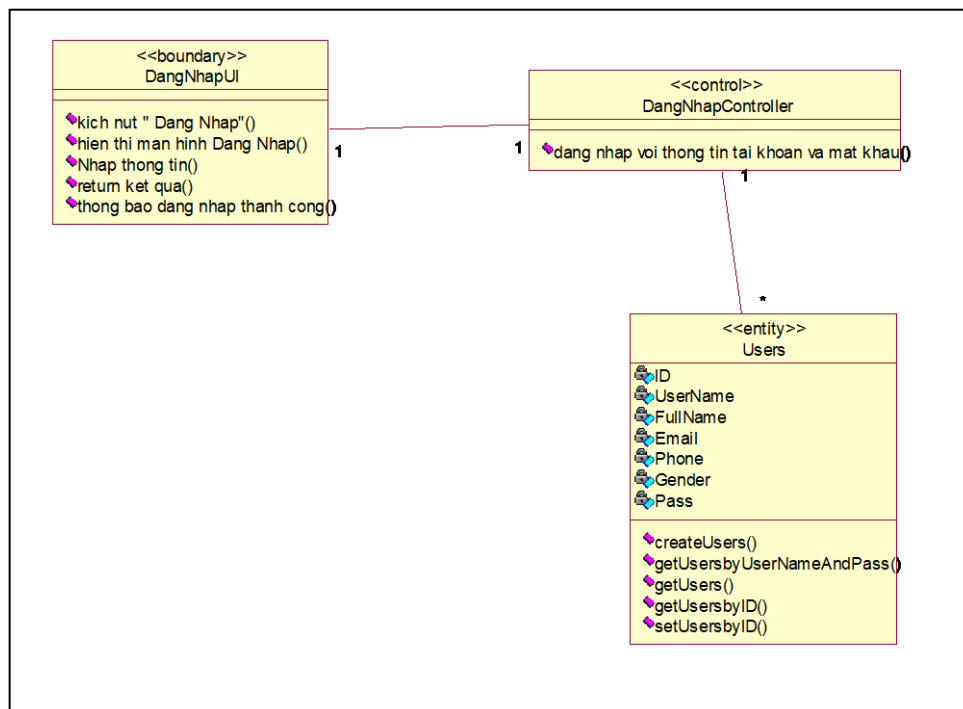 <<boundary>>
DangNhapUI
kich nut " Dang Nhap"()
hien thi man hinh Dang Nhap()
Nhap thong tin()
return ket qua()
thong bao dang nhap thanh cong()
1
1
<<control>>
DangNhapController
dang nhap voi thong tin tai khoan va mat khau()
1
*
<<entity>>
Users
ID
UserName
FullName
Email
Phone
Gender
Pass
createUsers()
getUsersbyUserNameAndPass()
getUsers()
getUsersbyID()
setUsersbyID()